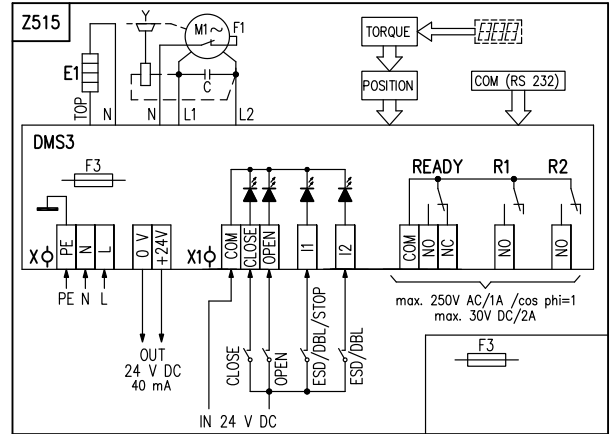 Z515
Y
M1~
F1
E1
TOP
N
N
L1
C
L2
TORQUE
POSITION
COM (RS 232)
DMS3
F3
READY
R1
R2
X
PE
N
L
0 V
+24V
X1
COM
CLOSE
OPEN
I1
I2
COM
NO
NC
NO
NO
PE N L
OUT
24 V DC
40 mA
CLOSE
OPEN
ESD/DBL/STOP
ESD/DBL
IN 24 V DC
max. 250V AC/1A /cos phi=1
max. 30V DC/2A
F3